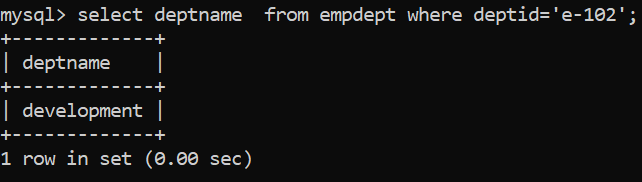 mysql> select deptname  from empdept where deptid='e-102';
+-------------+
| deptname    |
+-------------+
| development |
+-------------+
1 row in set (0.00 sec)